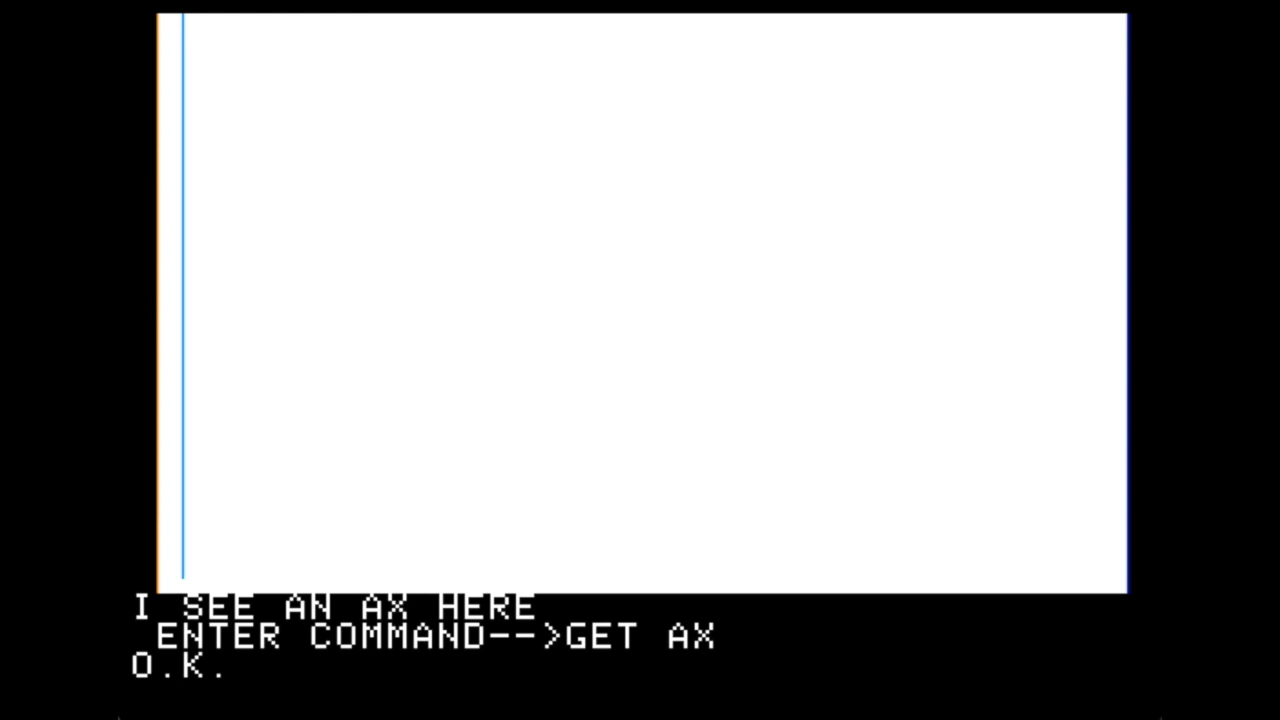 I SEE AN AX HERE
ENTER COMMAND-->GET AX
O.K.